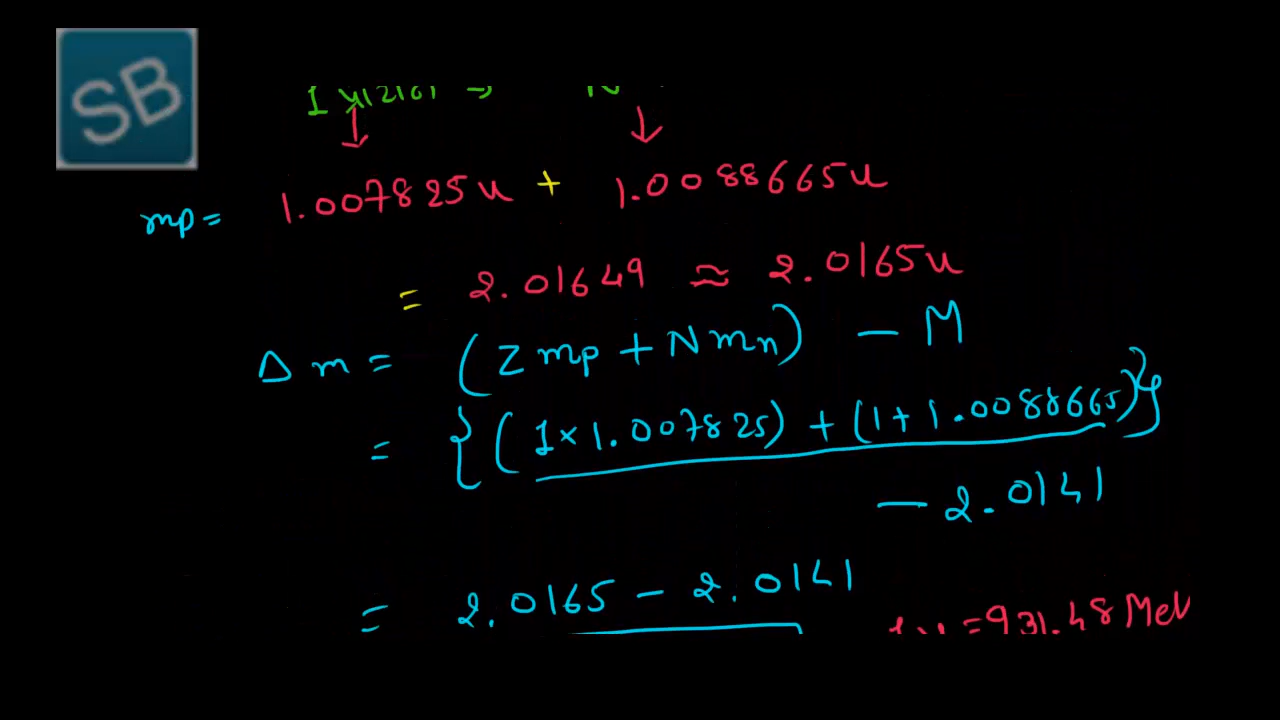 SB
1.007825u + 1.0088665u
mp =
= 2.01649 ≈ 2.0165u
Δm = (Zmp + Nmn) - M
= {(1×1.007825) + (1+1.0088665)}
- 2.0141
= 2.0165 - 2.0141
1u = 931.48 MeV